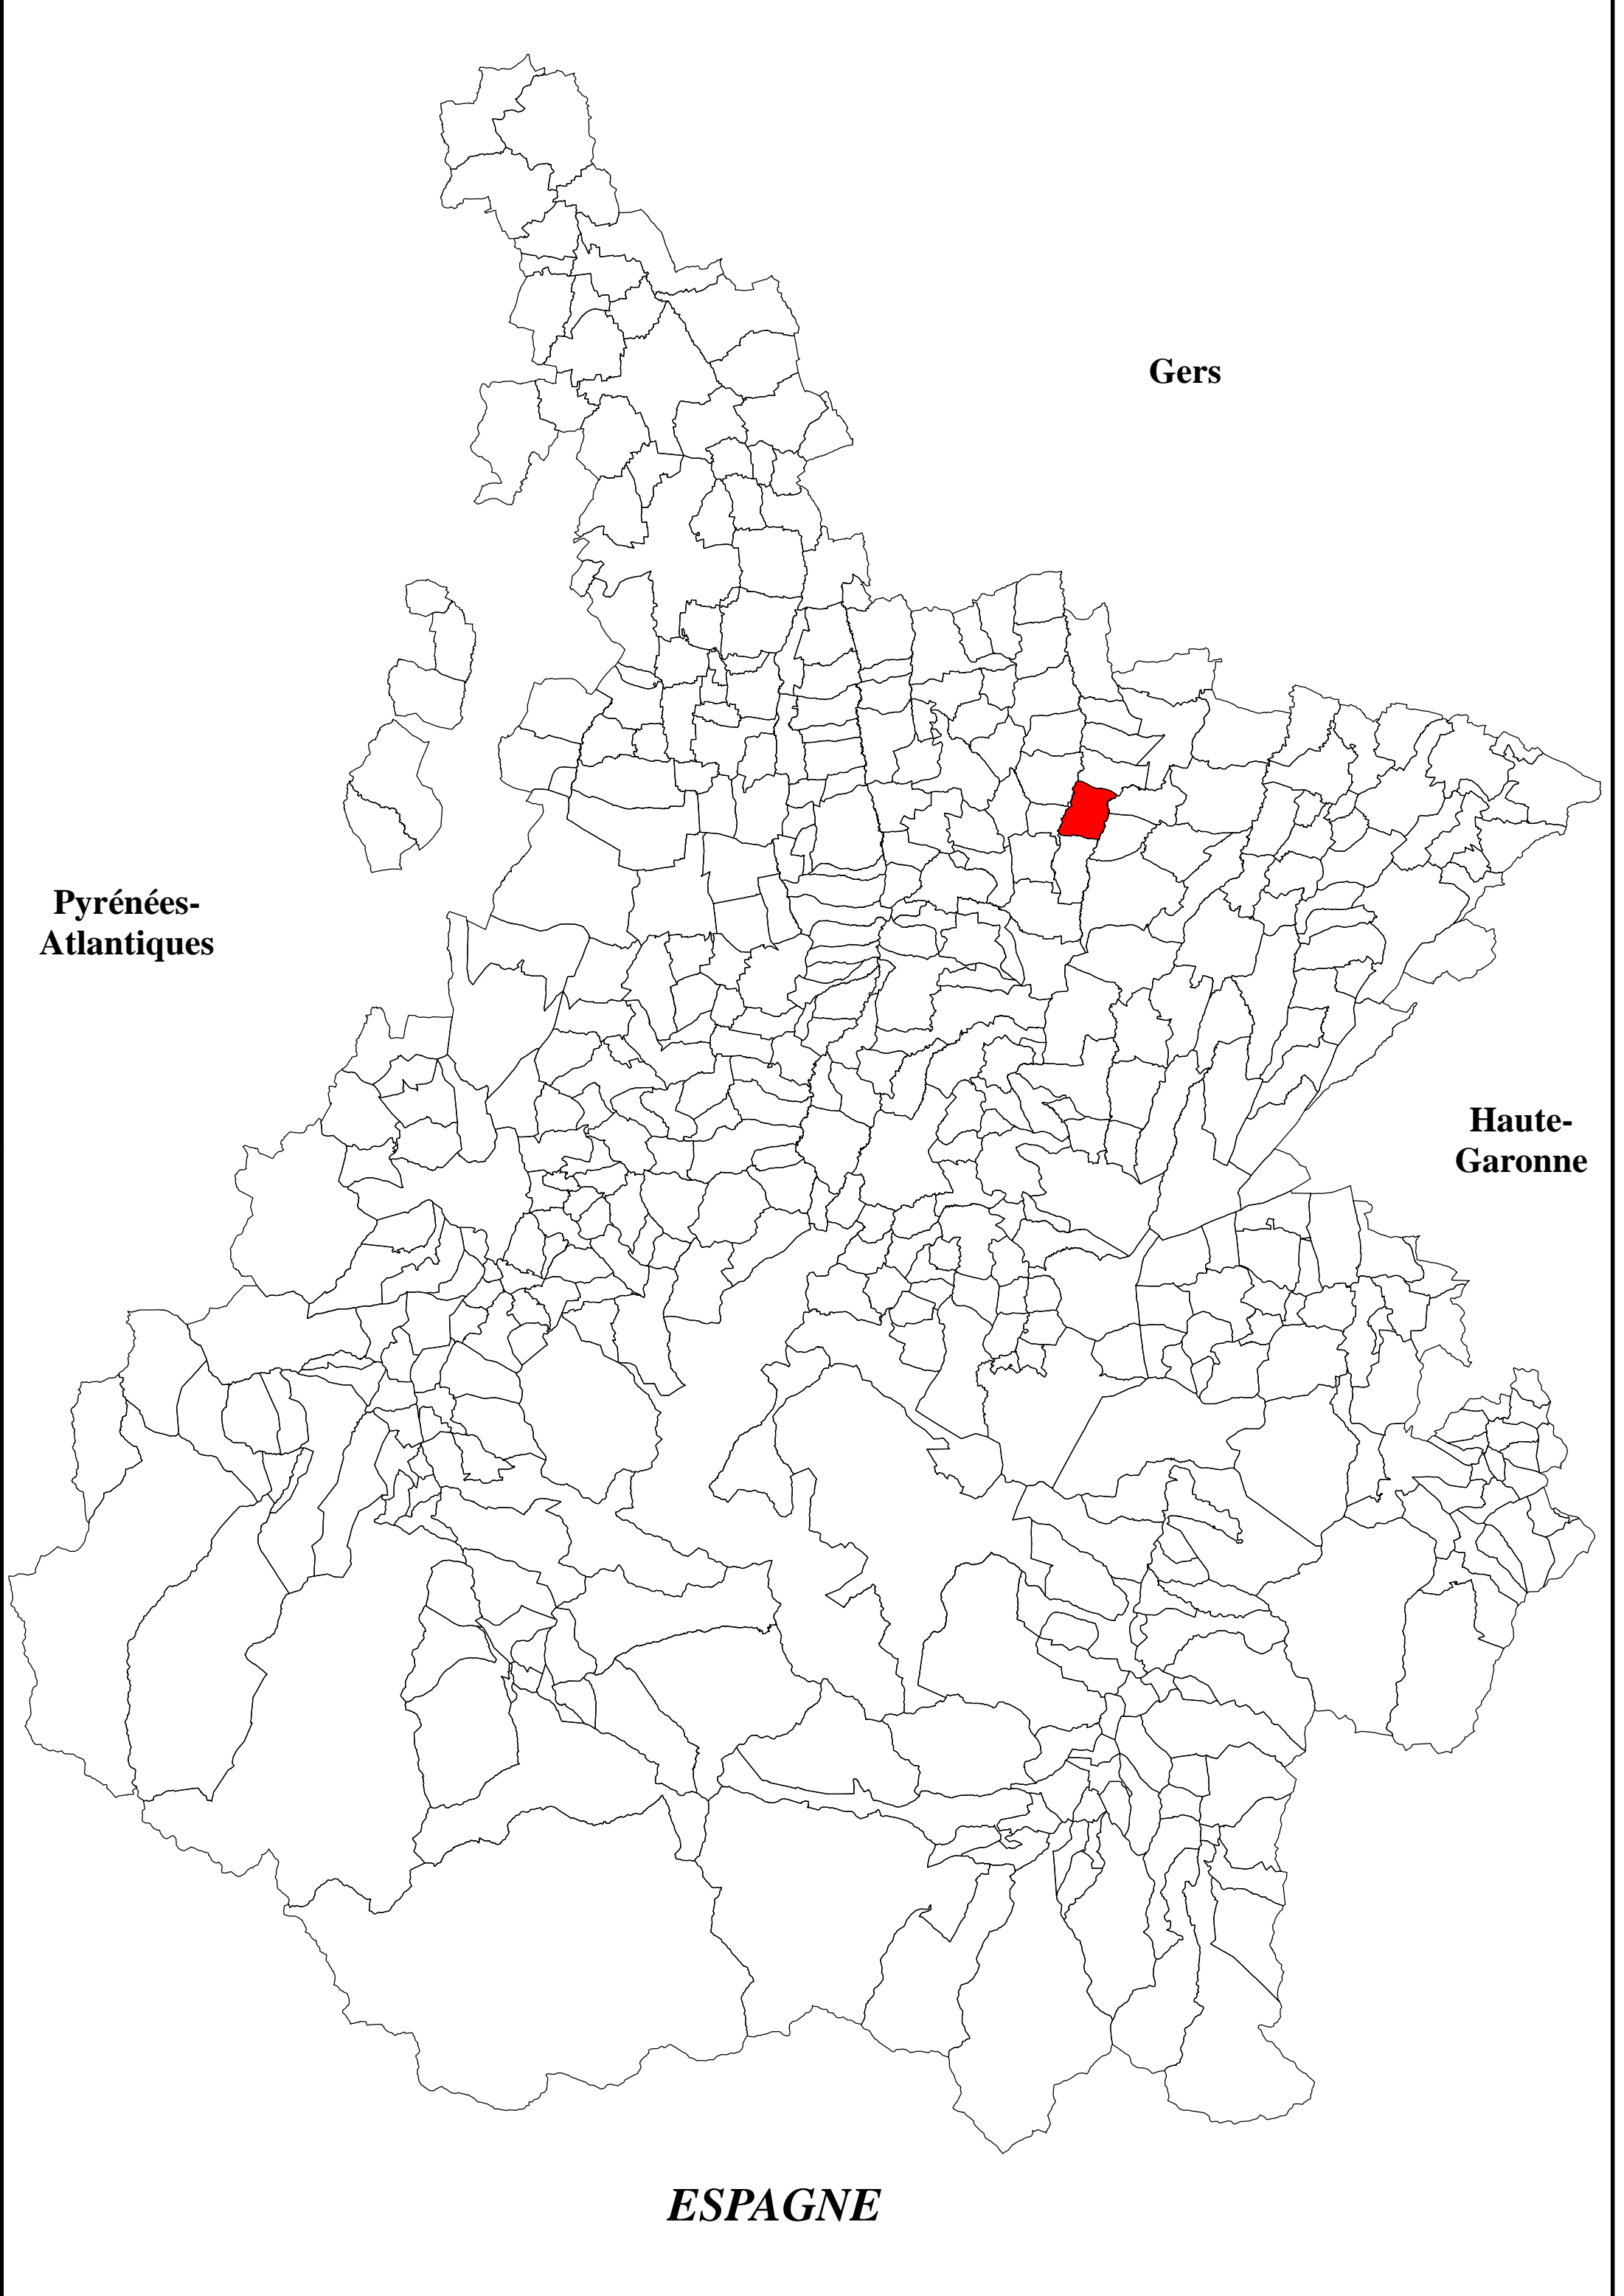 Gers
Pyrénées-
Atlantiques
Haute-
Garonne
ESPAGNE